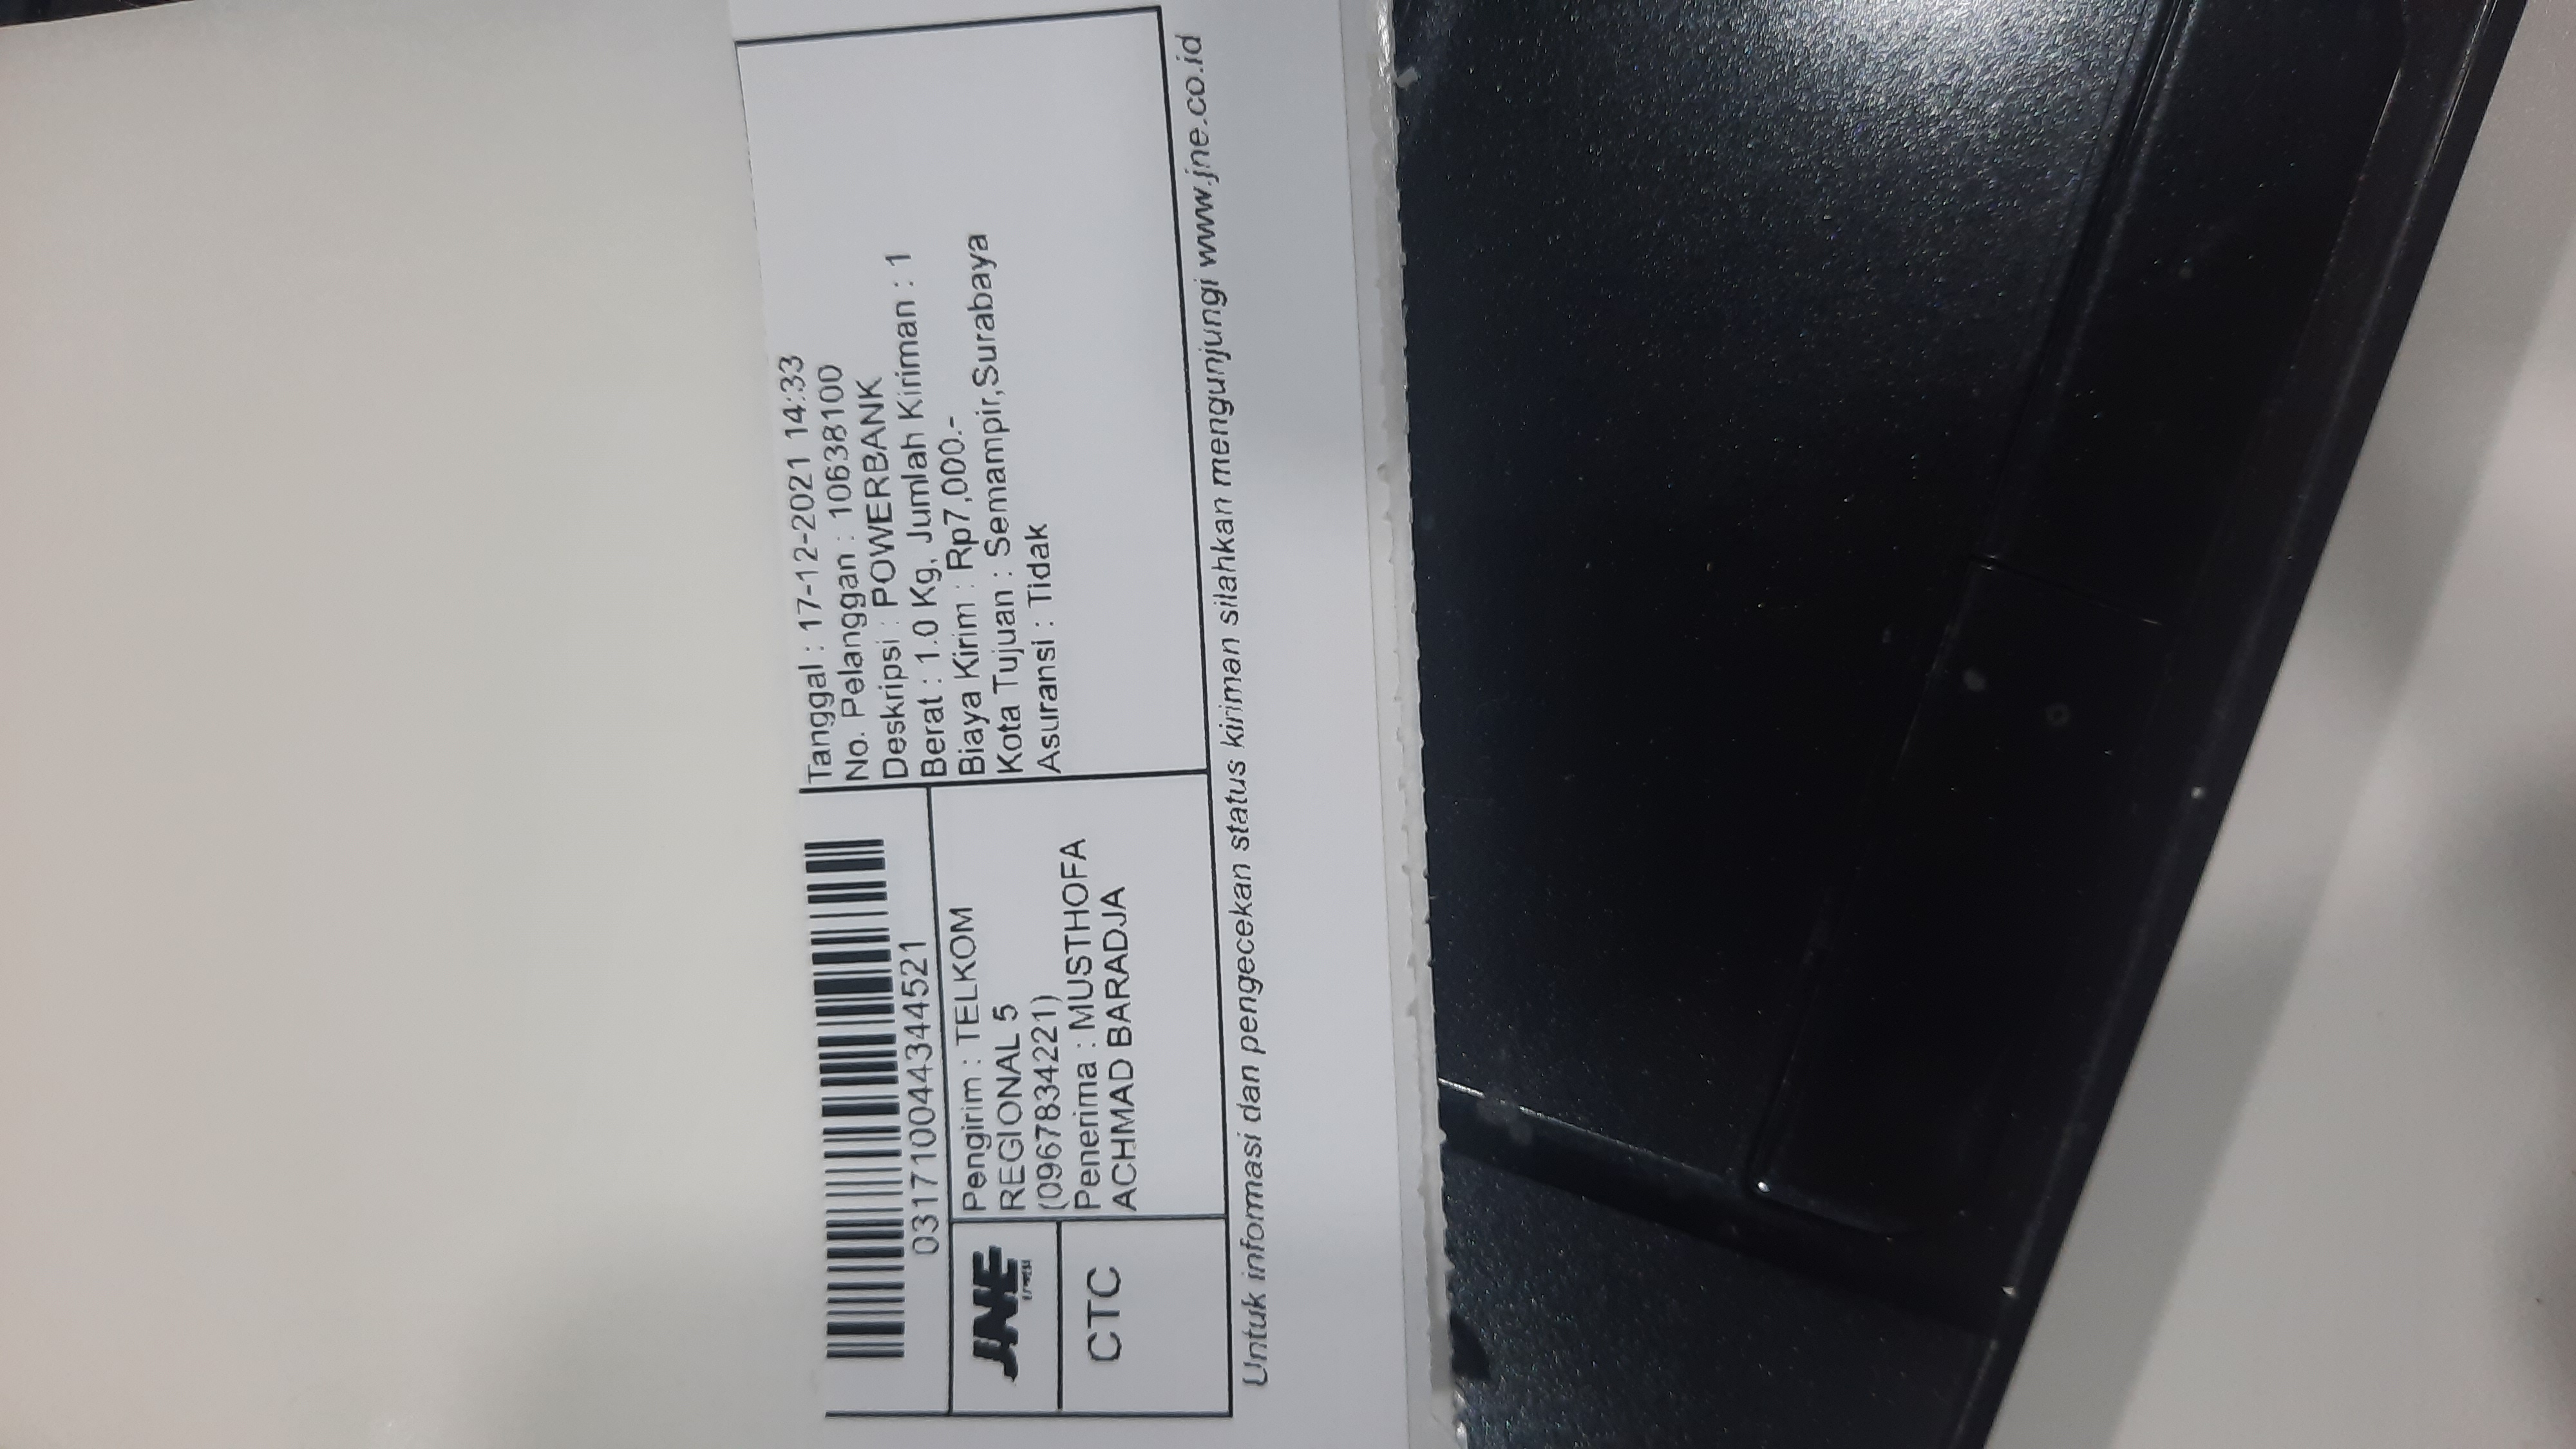 031710044344521
JNE
CTC
Pengirim : TELKOM
REGIONAL 5
(0967834221)
Penerima : MUSTHOFA
ACHMAD BARADJA
Tanggal : 17-12-2021 14:33
No. Pelanggan : 10638100
Deskripsi : POWERBANK
Berat : 1.0 Kg, Jumlah Kiriman : 1
Biaya Kirim : Rp7,000.-
Kota Tujuan : Semampir,Surabaya
Asuransi : Tidak
Untuk informasi dan pengecekan status kiriman silahkan mengunjungi www.jne.co.id